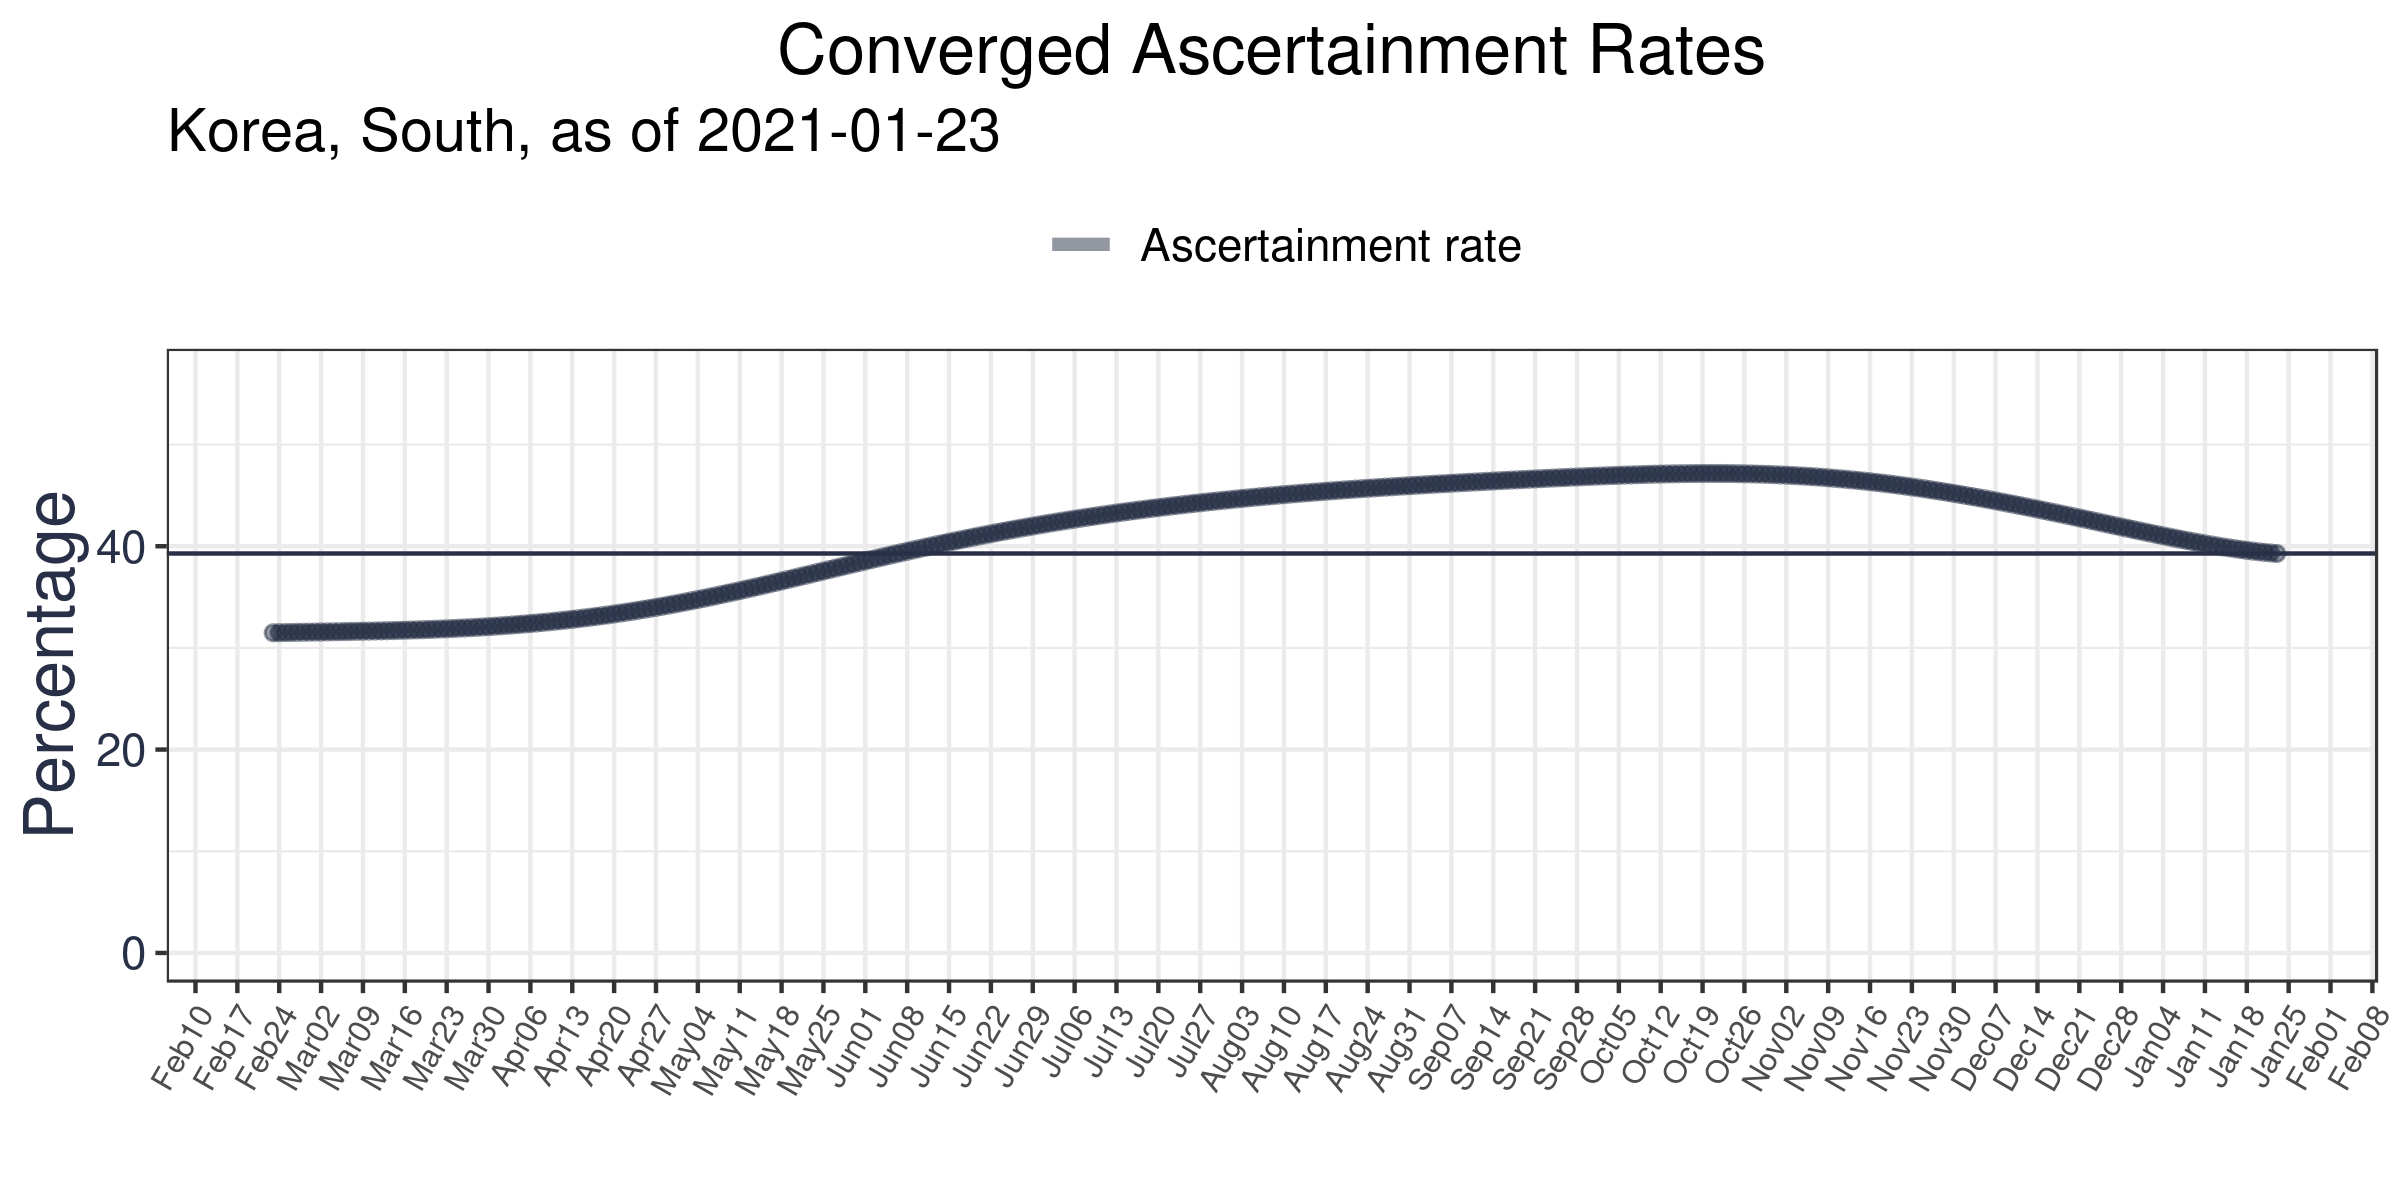 Converged Ascertainment Rates
Korea, South, as of 2021-01-23
Ascertainment rate
Percentage
40
20
0
Feb10
Feb17
Feb24
Mar02
Mar09
Mar16
Mar23
Mar30
Apr06
Apr13
Apr20
Apr27
May04
May11
May18
May25
Jun01
Jun08
Jun15
Jun22
Jun29
Jul06
Jul13
Jul20
Jul27
Aug03
Aug10
Aug17
Aug24
Aug31
Sep07
Sep14
Sep21
Sep28
Oct05
Oct12
Oct19
Oct26
Nov02
Nov09
Nov16
Nov23
Nov30
Dec07
Dec14
Dec21
Dec28
Jan04
Jan11
Jan18
Jan25
Feb01
Feb08